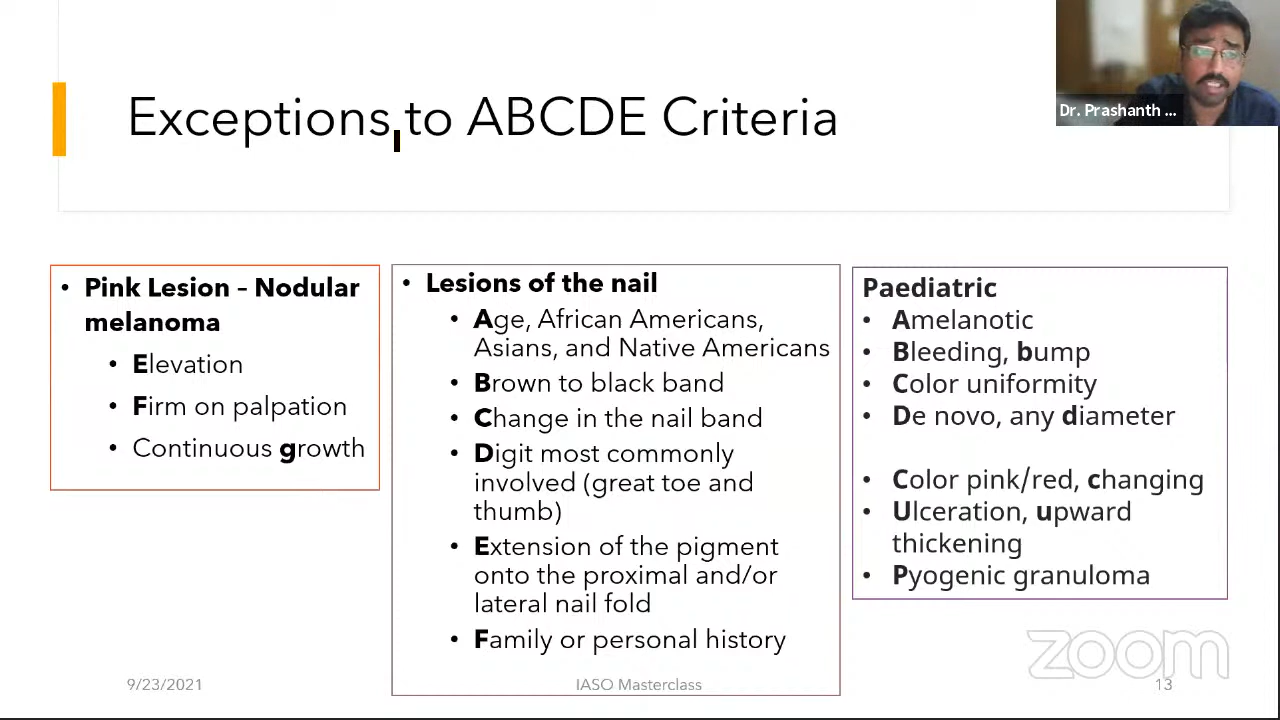 Exceptions to ABCDE Criteria
Dr. Prashanth ...
• Pink Lesion – Nodular
melanoma
• Elevation
• Firm on palpation
• Continuous growth
• Lesions of the nail
• Age, African Americans,
Asians, and Native Americans
• Brown to black band
• Change in the nail band
• Digit most commonly
involved (great toe and
thumb)
• Extension of the pigment
onto the proximal and/or
lateral nail fold
• Family or personal history
Paediatric
• Amelanotic
• Bleeding, bump
• Color uniformity
• De novo, any diameter
• Color pink/red, changing
• Ulceration, upward
thickening
• Pyogenic granuloma
zoom
9/23/2021
IASO Masterclass
13